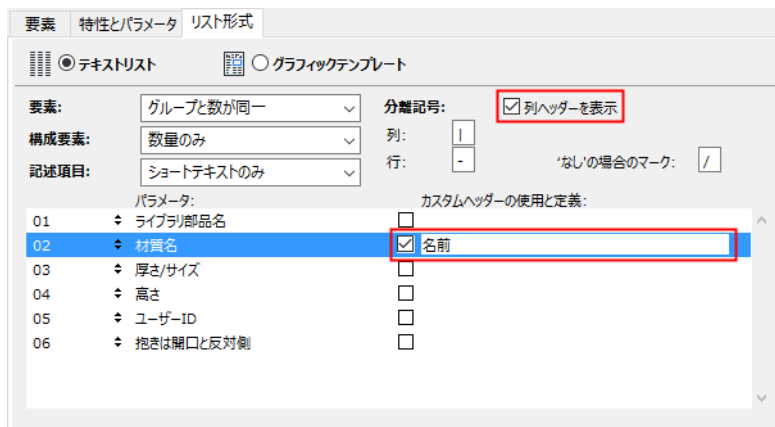 要素 特性とパラメータ リスト形式
テキストリスト グラフィックテンプレート
要素: グループと数が同一 分離記号: 列ヘッダーを表示
構成要素: 数量のみ 列: |
記述項目: ショートテキストのみ 行: - 'なし'の場合のマーク: /
パラメータ: カスタムヘッダーの使用と定義:
01 ライブラリ部品名
02 材質名 名前
03 厚さ/サイズ
04 高さ
05 ユーザーID
06 抱きは開口と反対側